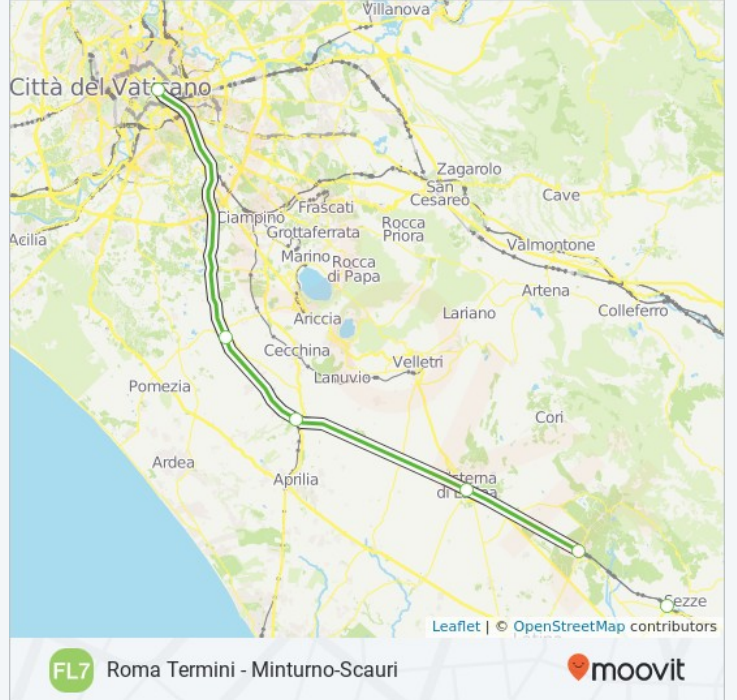 Villanova
Città del Vaticano
Zagarolo
San
Cesareo
Cave
Frascati
Ciampino
Grottaferrata
Rocca
Priora
Acilia
Valmontone
Marino
Rocca
di Papa
Artena
Colleferro
Ariccia
Lariano
Cecchina
Velletri
Lanuvio
Pomezia
Cori
Ardea
Aprilia
Sezze
Leaflet | © OpenStreetMap contributors
FL7 Roma Termini - Minturno-Scauri
moovit